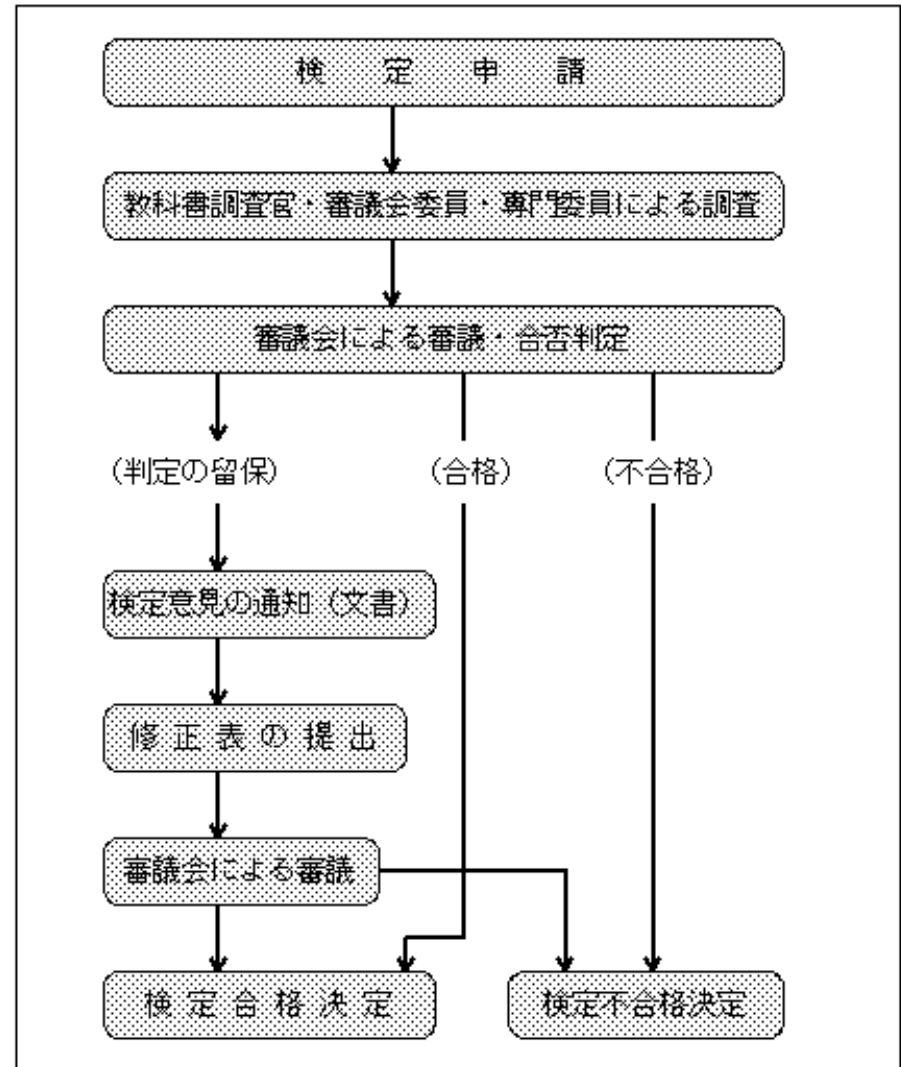 検定申請
教科書調査官・審議会委員・専門委員による調査
審議会による審議・合否判定
(判定の留保)
(合格)
(不合格)
検定意見の通知(文書)
修正表の提出
審議会による審議
検定合格決定
検定不合格決定